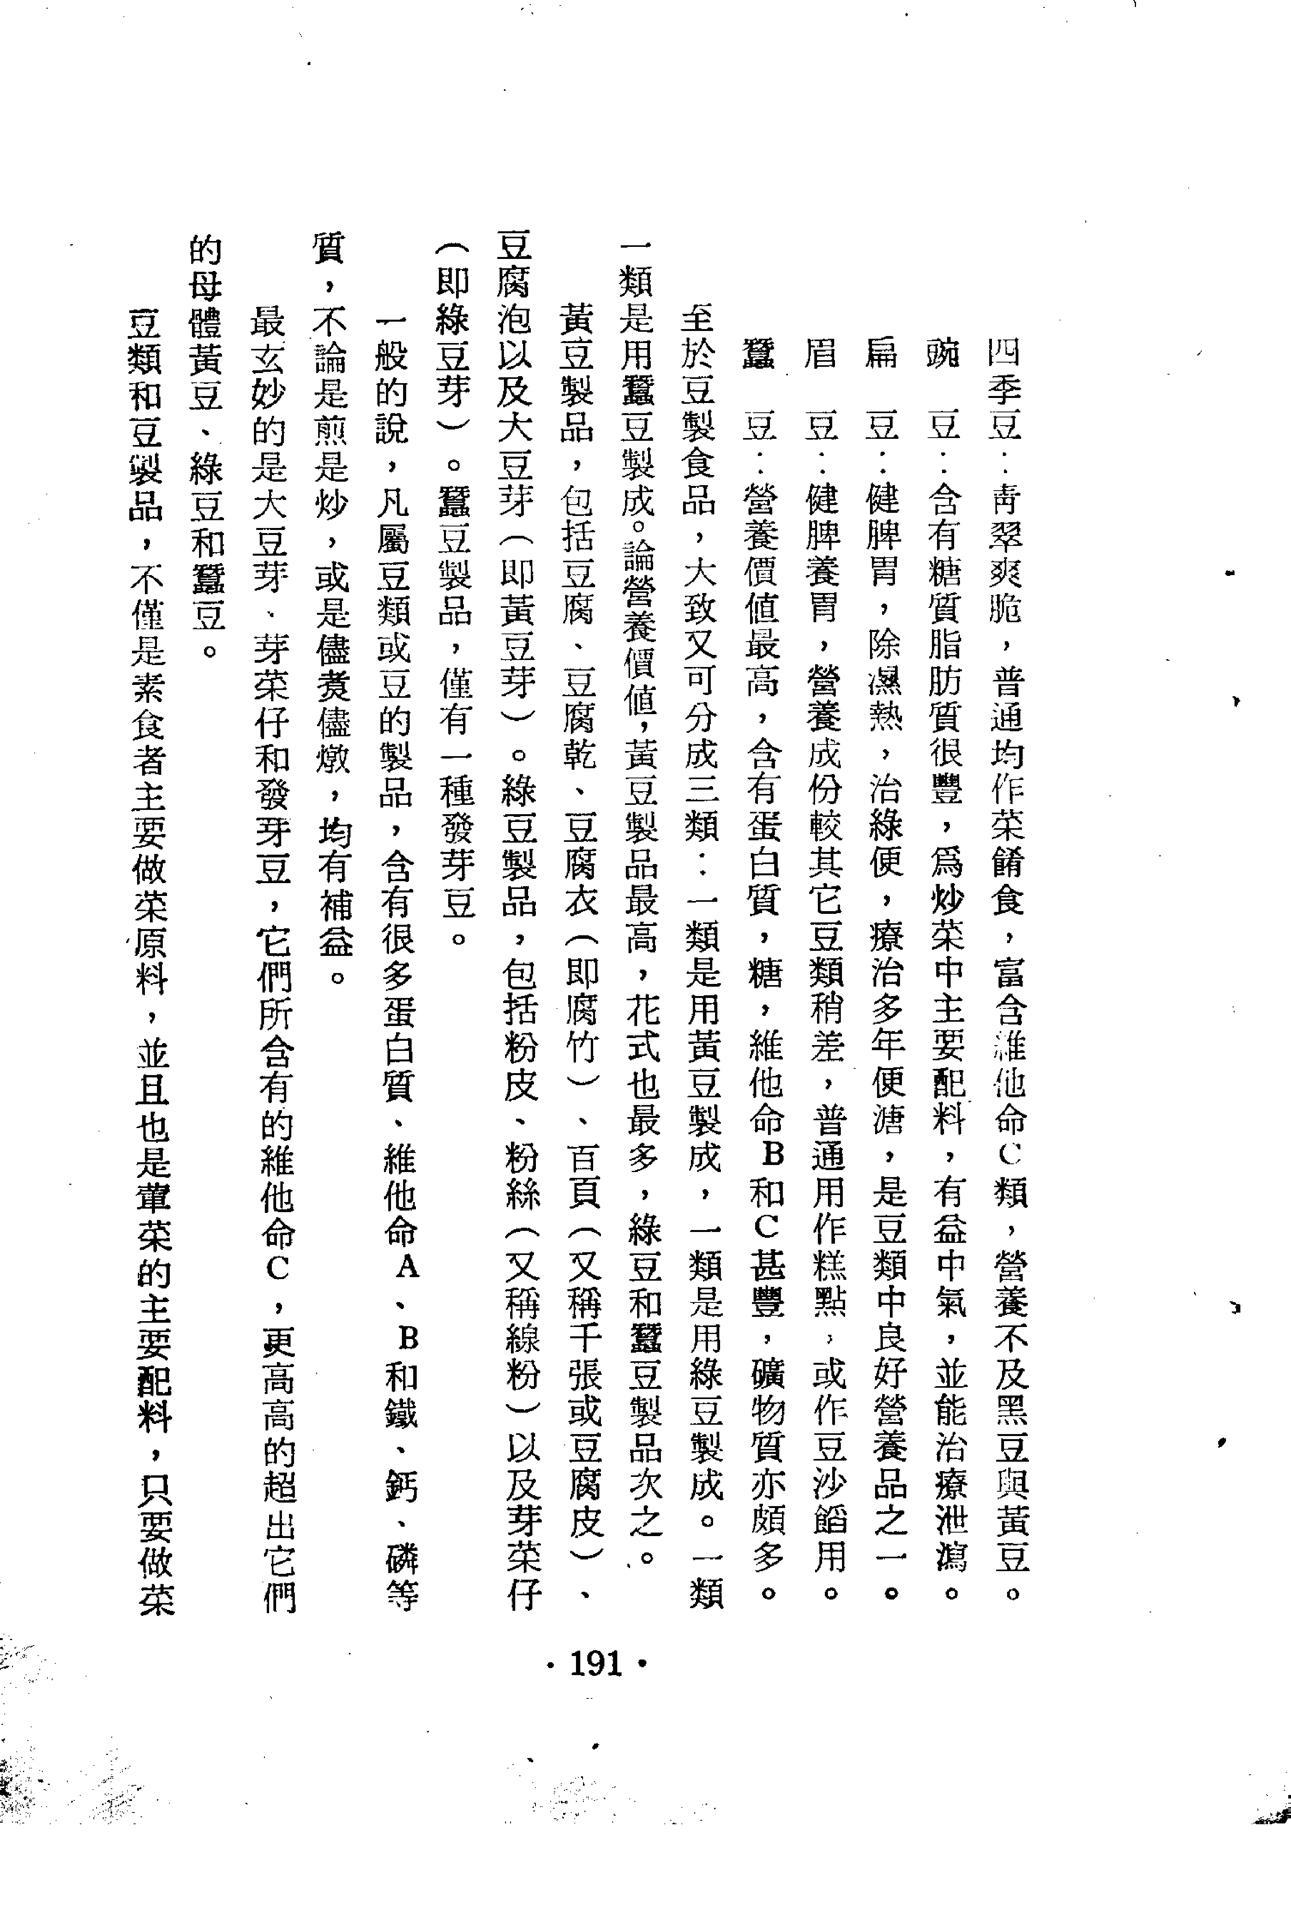 四季豆：靑翠爽脆，普通均作菜餚食，富含維他命C類，營養不及黑豆與黃豆。
豌　豆：含有糖質脂肪質很豐，爲炒菜中主要配料，有益中氣，並能治療泄瀉。
扁　豆：健脾胃，除濕熱，治綠便，療治多年便溏，是豆類中良好營養品之一。
眉　豆：健脾養胃，營養成份較其它豆類稍差，普通用作糕點，或作豆沙餡用。
蠶　豆：營養價值最高，含有蛋白質，糖，維他命B和C甚豐，礦物質亦頗多。
至於豆製食品，大致又可分成三類：一類是用黃豆製成，一類是用綠豆製成。一類
一類是用蠶豆製成。論營養價值，黃豆製品最高，花式也最多，綠豆和蠶豆製品次之。
黃豆製品，包括豆腐、豆腐乾、豆腐衣（即腐竹）、百頁（又稱千張或豆腐皮）、
豆腐泡以及大豆芽（即黃豆芽）。綠豆製品，包括粉皮、粉絲（又稱線粉）以及芽菜仔
（即綠豆芽）。蠶豆製品，僅有一種發芽豆。
一般的說，凡屬豆類或豆的製品，含有很多蛋白質、維他命A、B和鐵、鈣、磷等
質，不論是煎是炒，或是儘煑儘燉，均有補益。
最玄妙的是大豆芽、芽菜仔和發芽豆，它們所含有的維他命C，更高高的超出它們
的母體黃豆、綠豆和蠶豆。
豆類和豆製品，不僅是素食者主要做菜原料，並且也是葷菜的主要配料，只要做菜
·191·